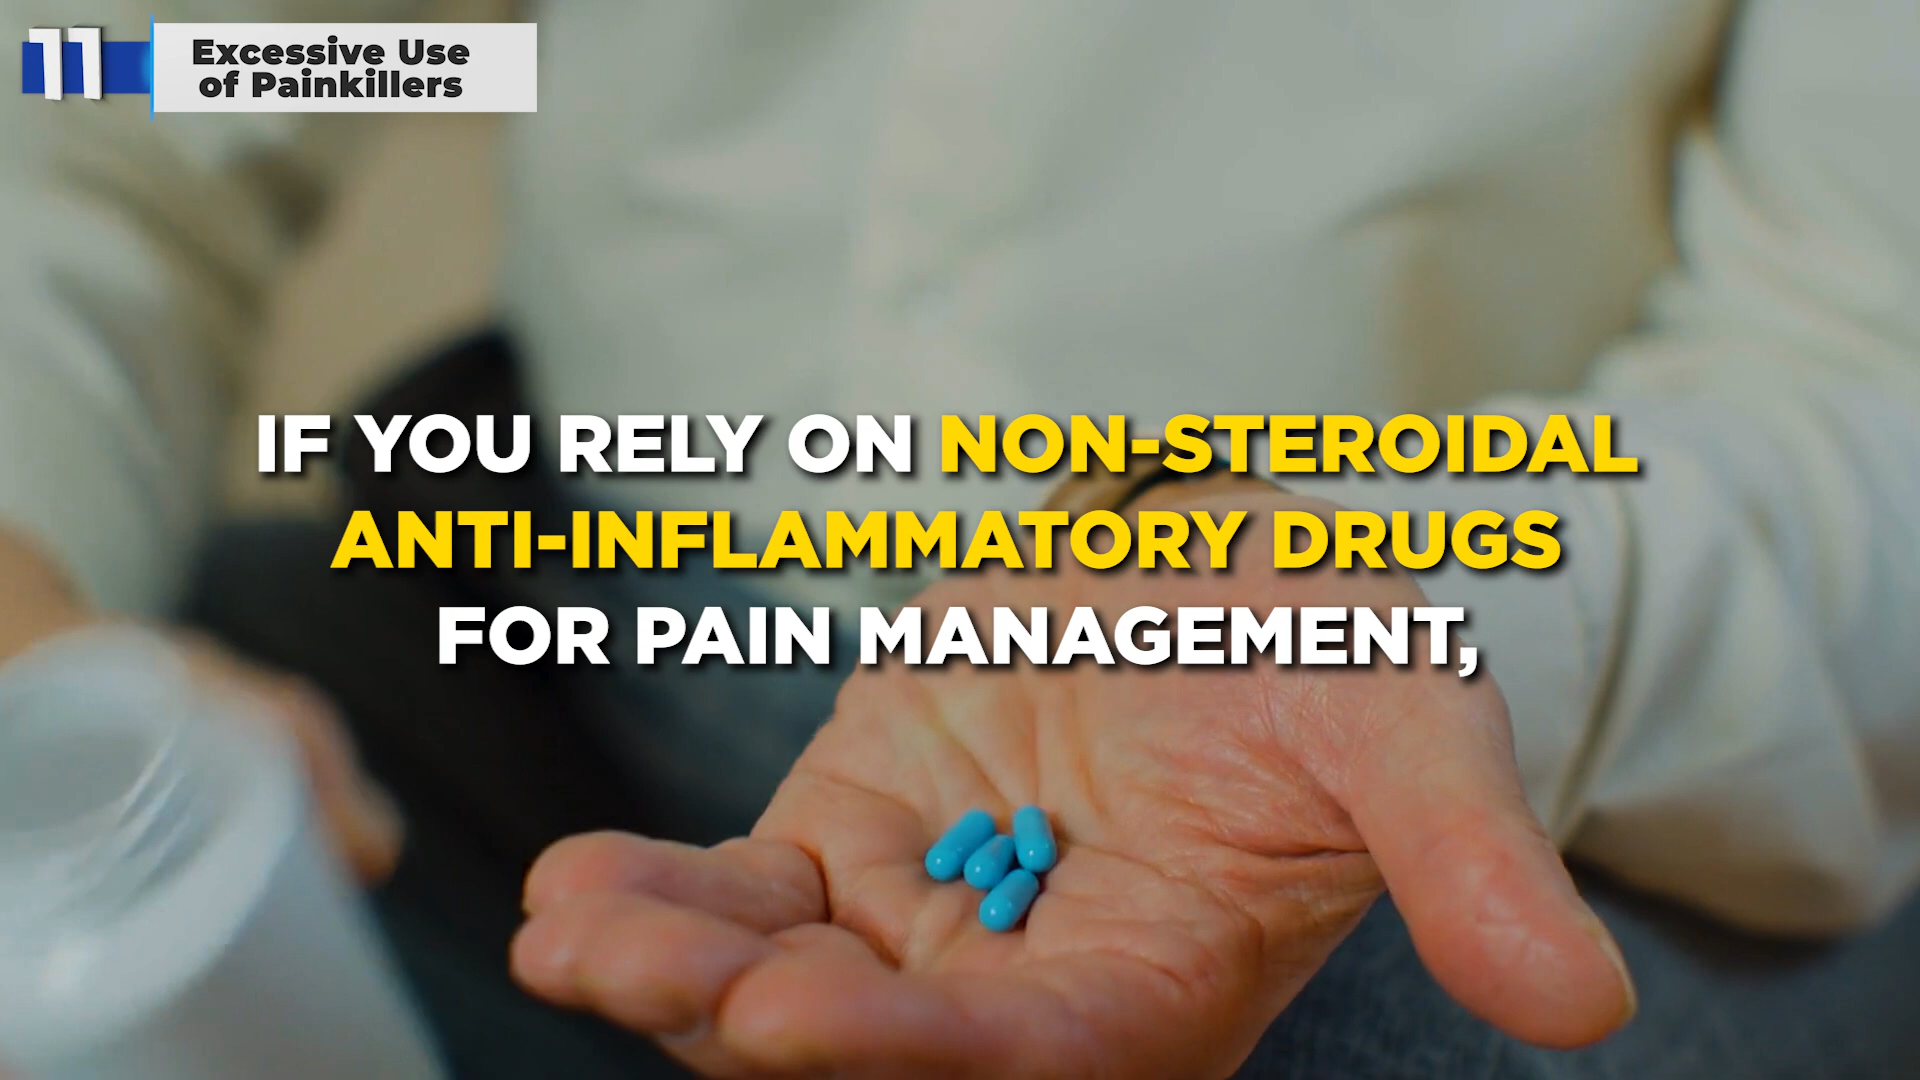 11
Excessive Use
of Painkillers
IF YOU RELY ON NON-STEROIDAL
ANTI-INFLAMMATORY DRUGS
FOR PAIN MANAGEMENT,